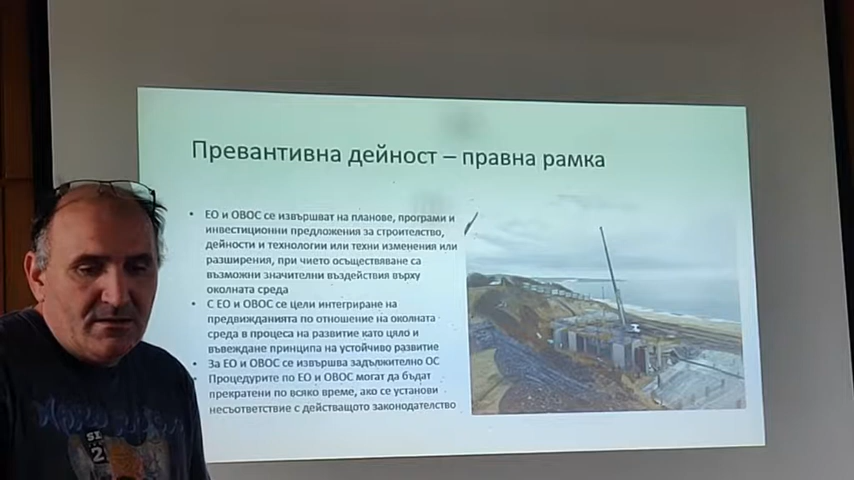 Превантивна дейност – правна рамка
• ЕО и ОВОС се извършват на планове, програми и
инвестиционни предложения за строителство,
дейности и технологии или техни изменения или
разширения, при чието осъществяване са
възможни значителни въздействия върху
околната среда
• С ЕО и ОВОС се цели интегриране на
предвижданията по отношение на околната
среда в процеса на развитие като цяло и
въвеждане принципа на устойчиво развитие
• За ЕО и ОВОС се извършва задължително ОС
• Процедурите по ЕО и ОВОС могат да бъдат
прекратени по всяко време, ако се установи
несъответствие с действащото законодателство